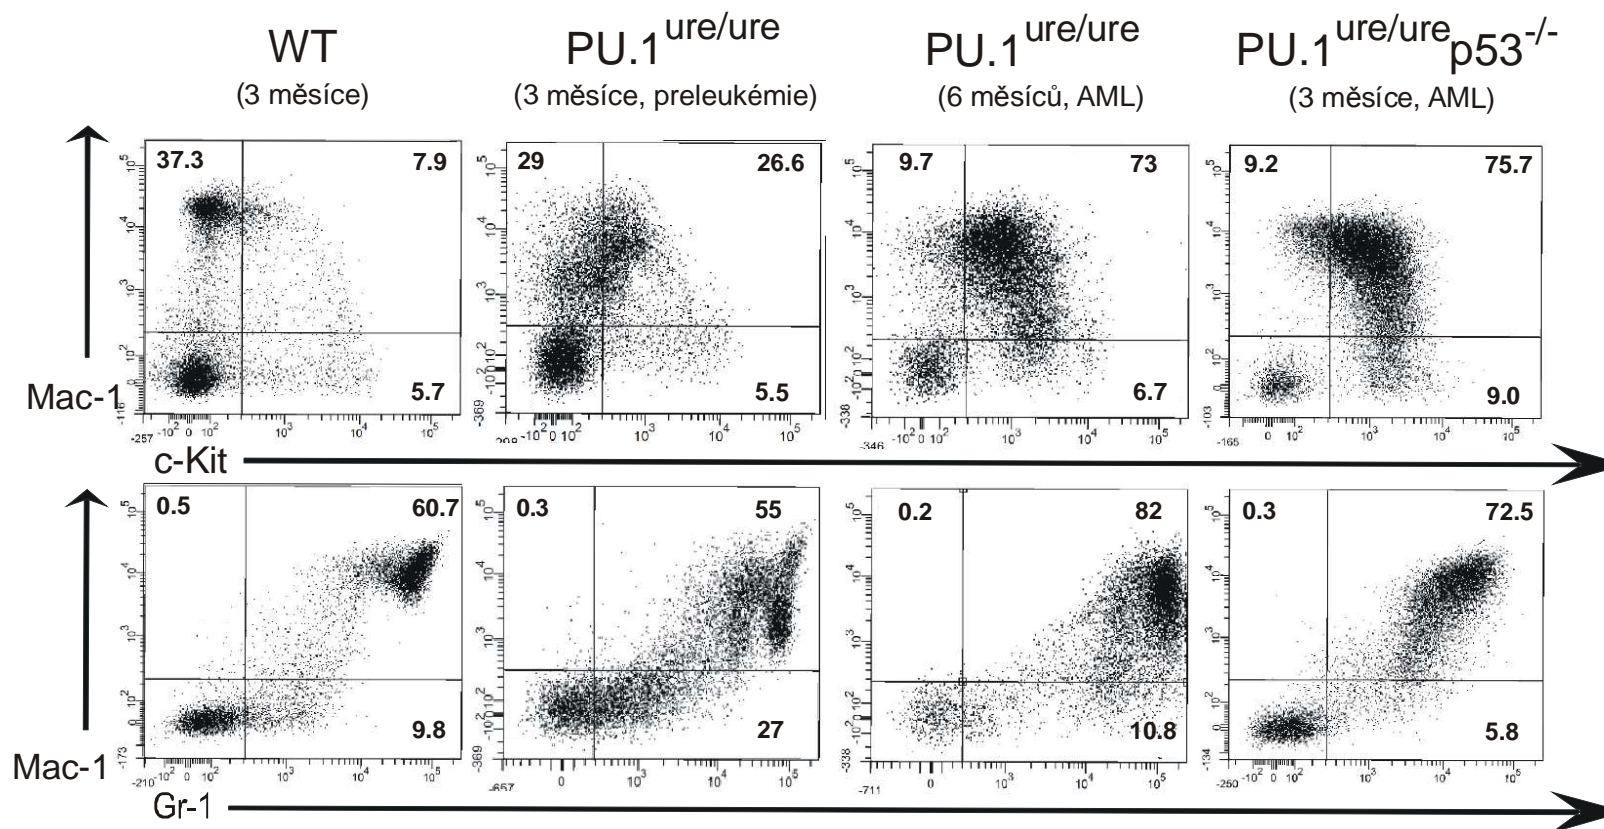 WT PU.1ure/ure PU.1ure/ure PU.1ure/urep53-/-
(3 měsíce) (3 měsíce, preleukémie) (6 měsíců, AML) (3 měsíce, AML)
37.3 7.9 29 26.6 9.7 73 9.2 75.7
5.7 5.5 6.7 9.0
Mac-1
c-Kit
0.5 60.7 0.3 55 0.2 82 0.3 72.5
9.8 27 10.8 5.8
Mac-1
Gr-1